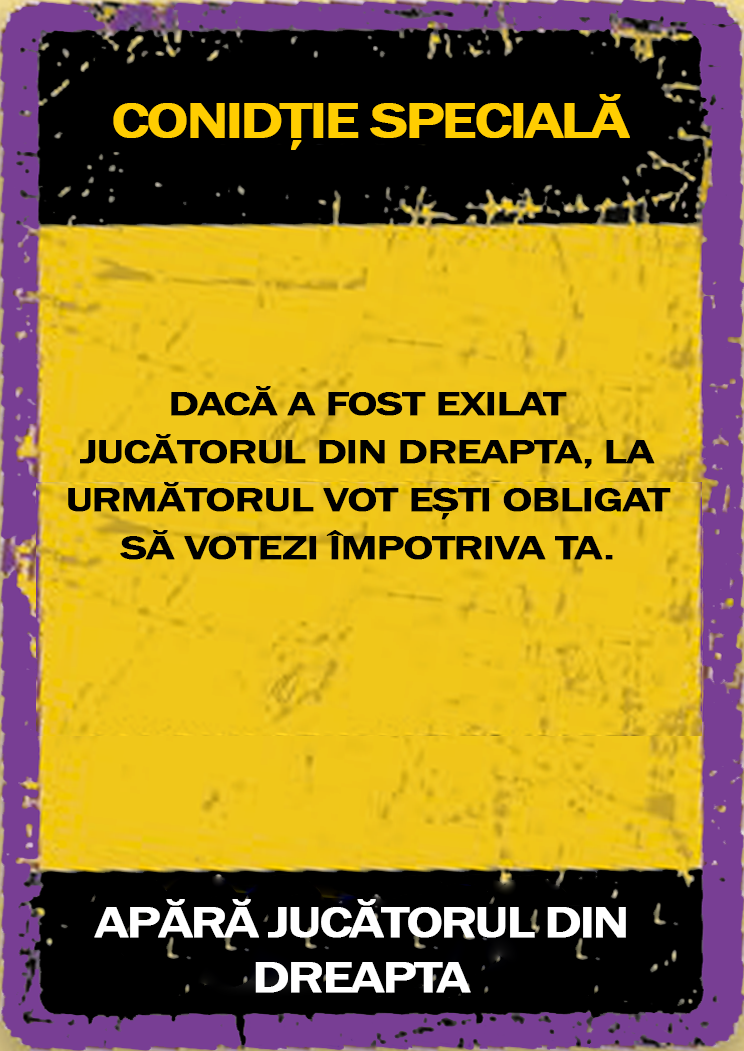 CONIDȚIE SPECIALĂ
DACĂ A FOST EXILAT
JUCĂTORUL DIN DREAPTA, LA
URMĂTORUL VOT EȘTI OBLIGAT
SĂ VOTEZI ÎMPOTRIVA TA.
APĂRĂ JUCĂTORUL DIN
DREAPTA